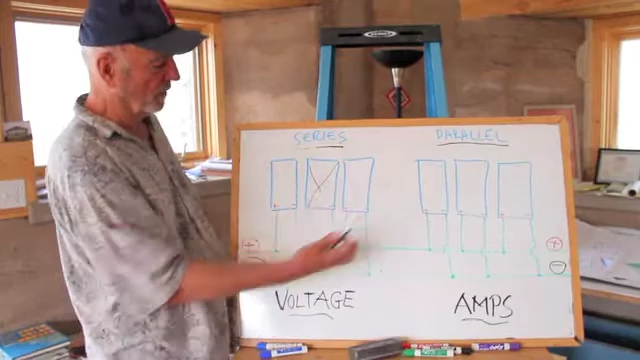 SERIES
PARALLEL
+
+
−
VOLTAGE
AMPS